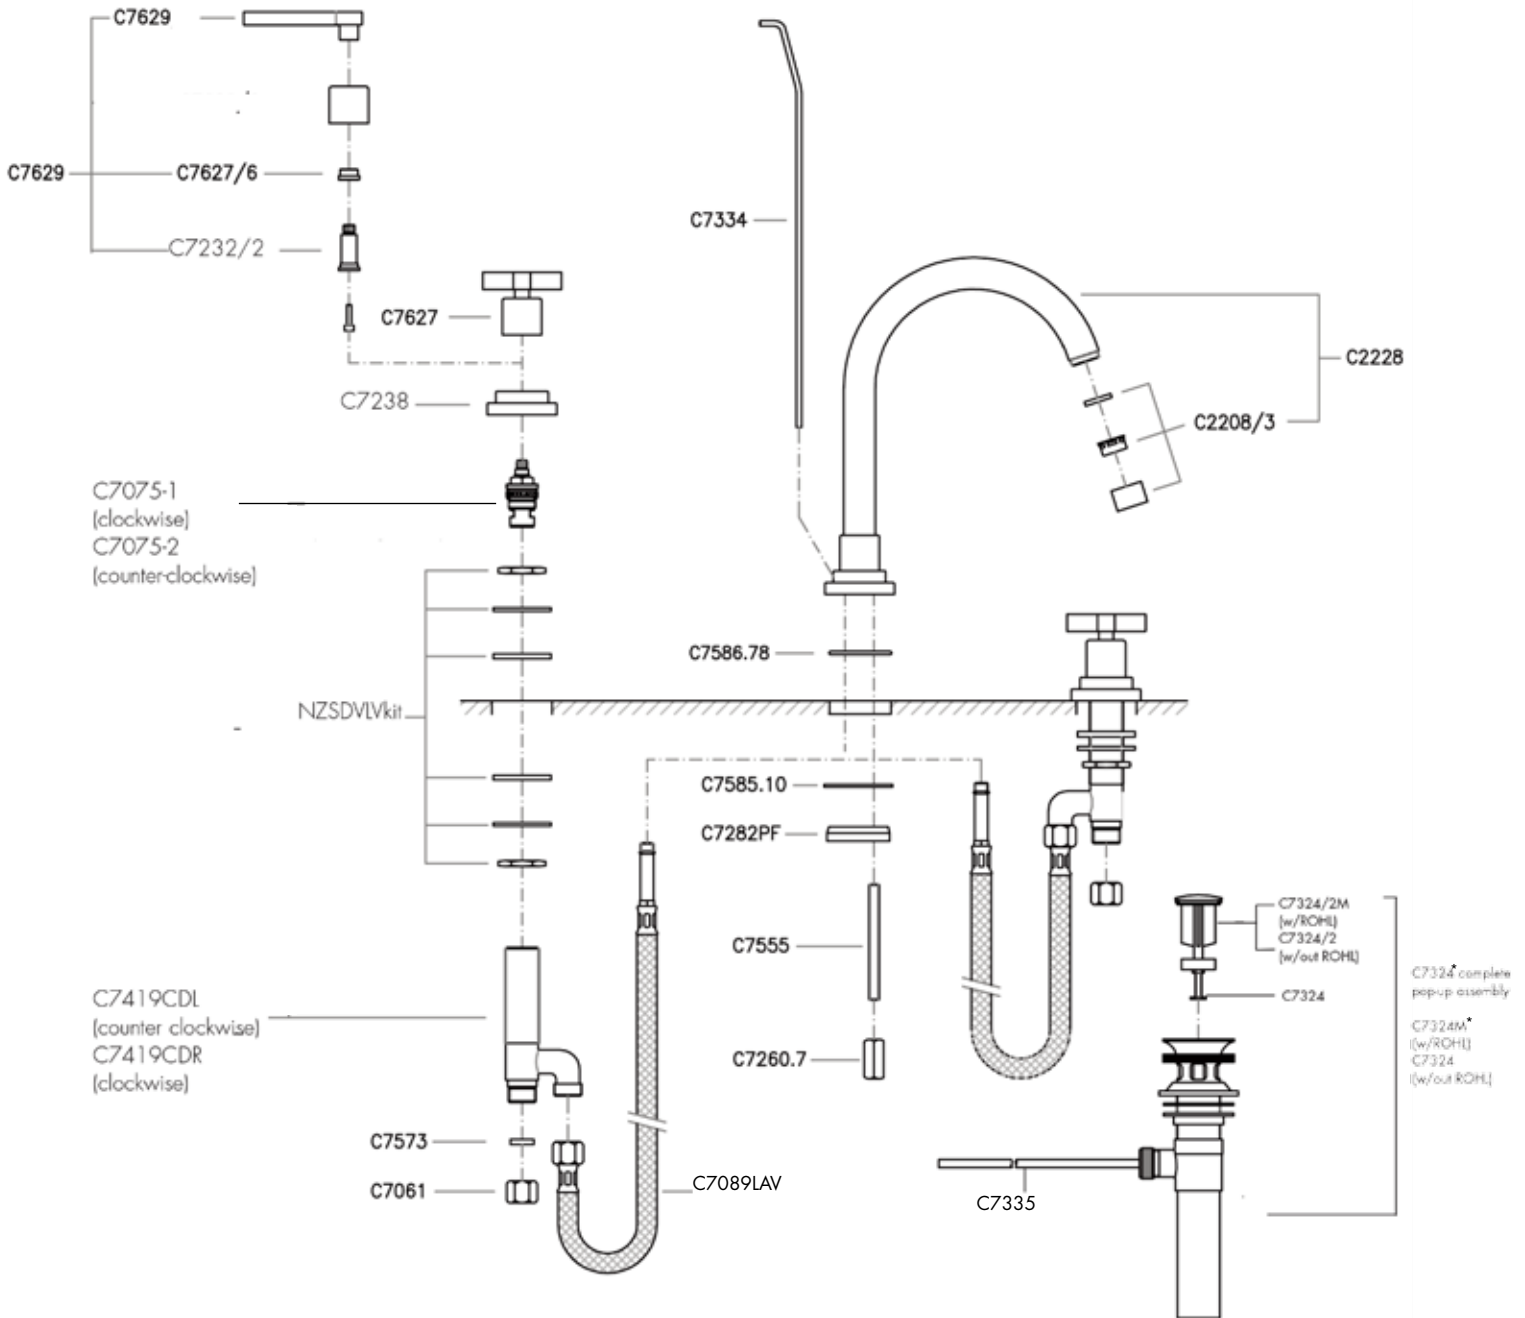 C7629
C7629
C7627/6
C7232/2
C7334
C7627
C2228
C7238
C2208/3
C7075-1
(clockwise)
C7075-2
(counter-clockwise)
C7586.78
NZSDVLVkit
C7585.10
C7282PF
C7324/2M
(w/ROHL)
C7324/2
(w/out ROHL)
C7324
C7324* complete
pop-up assembly
C7324M*
(w/ROHL)
C7324
(w/out ROHL)
C7555
C7419CDL
(counter clockwise)
C7419CDR
(clockwise)
C7260.7
C7573
C7061
C7089LAV
C7335